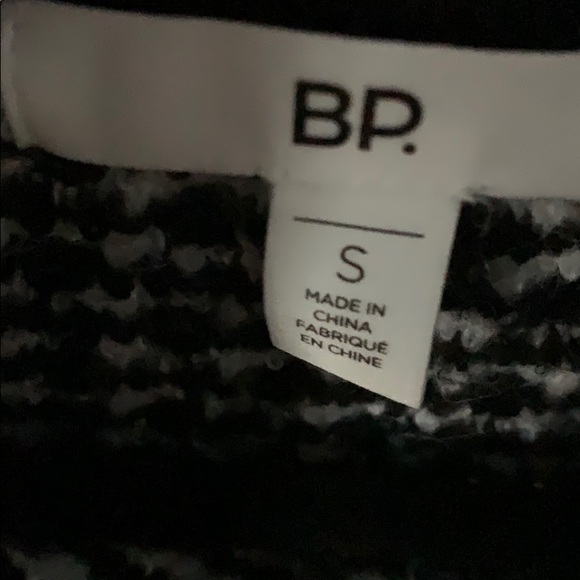 BP.
S
MADE IN
CHINA
FABRIQUÉ
EN CHINE